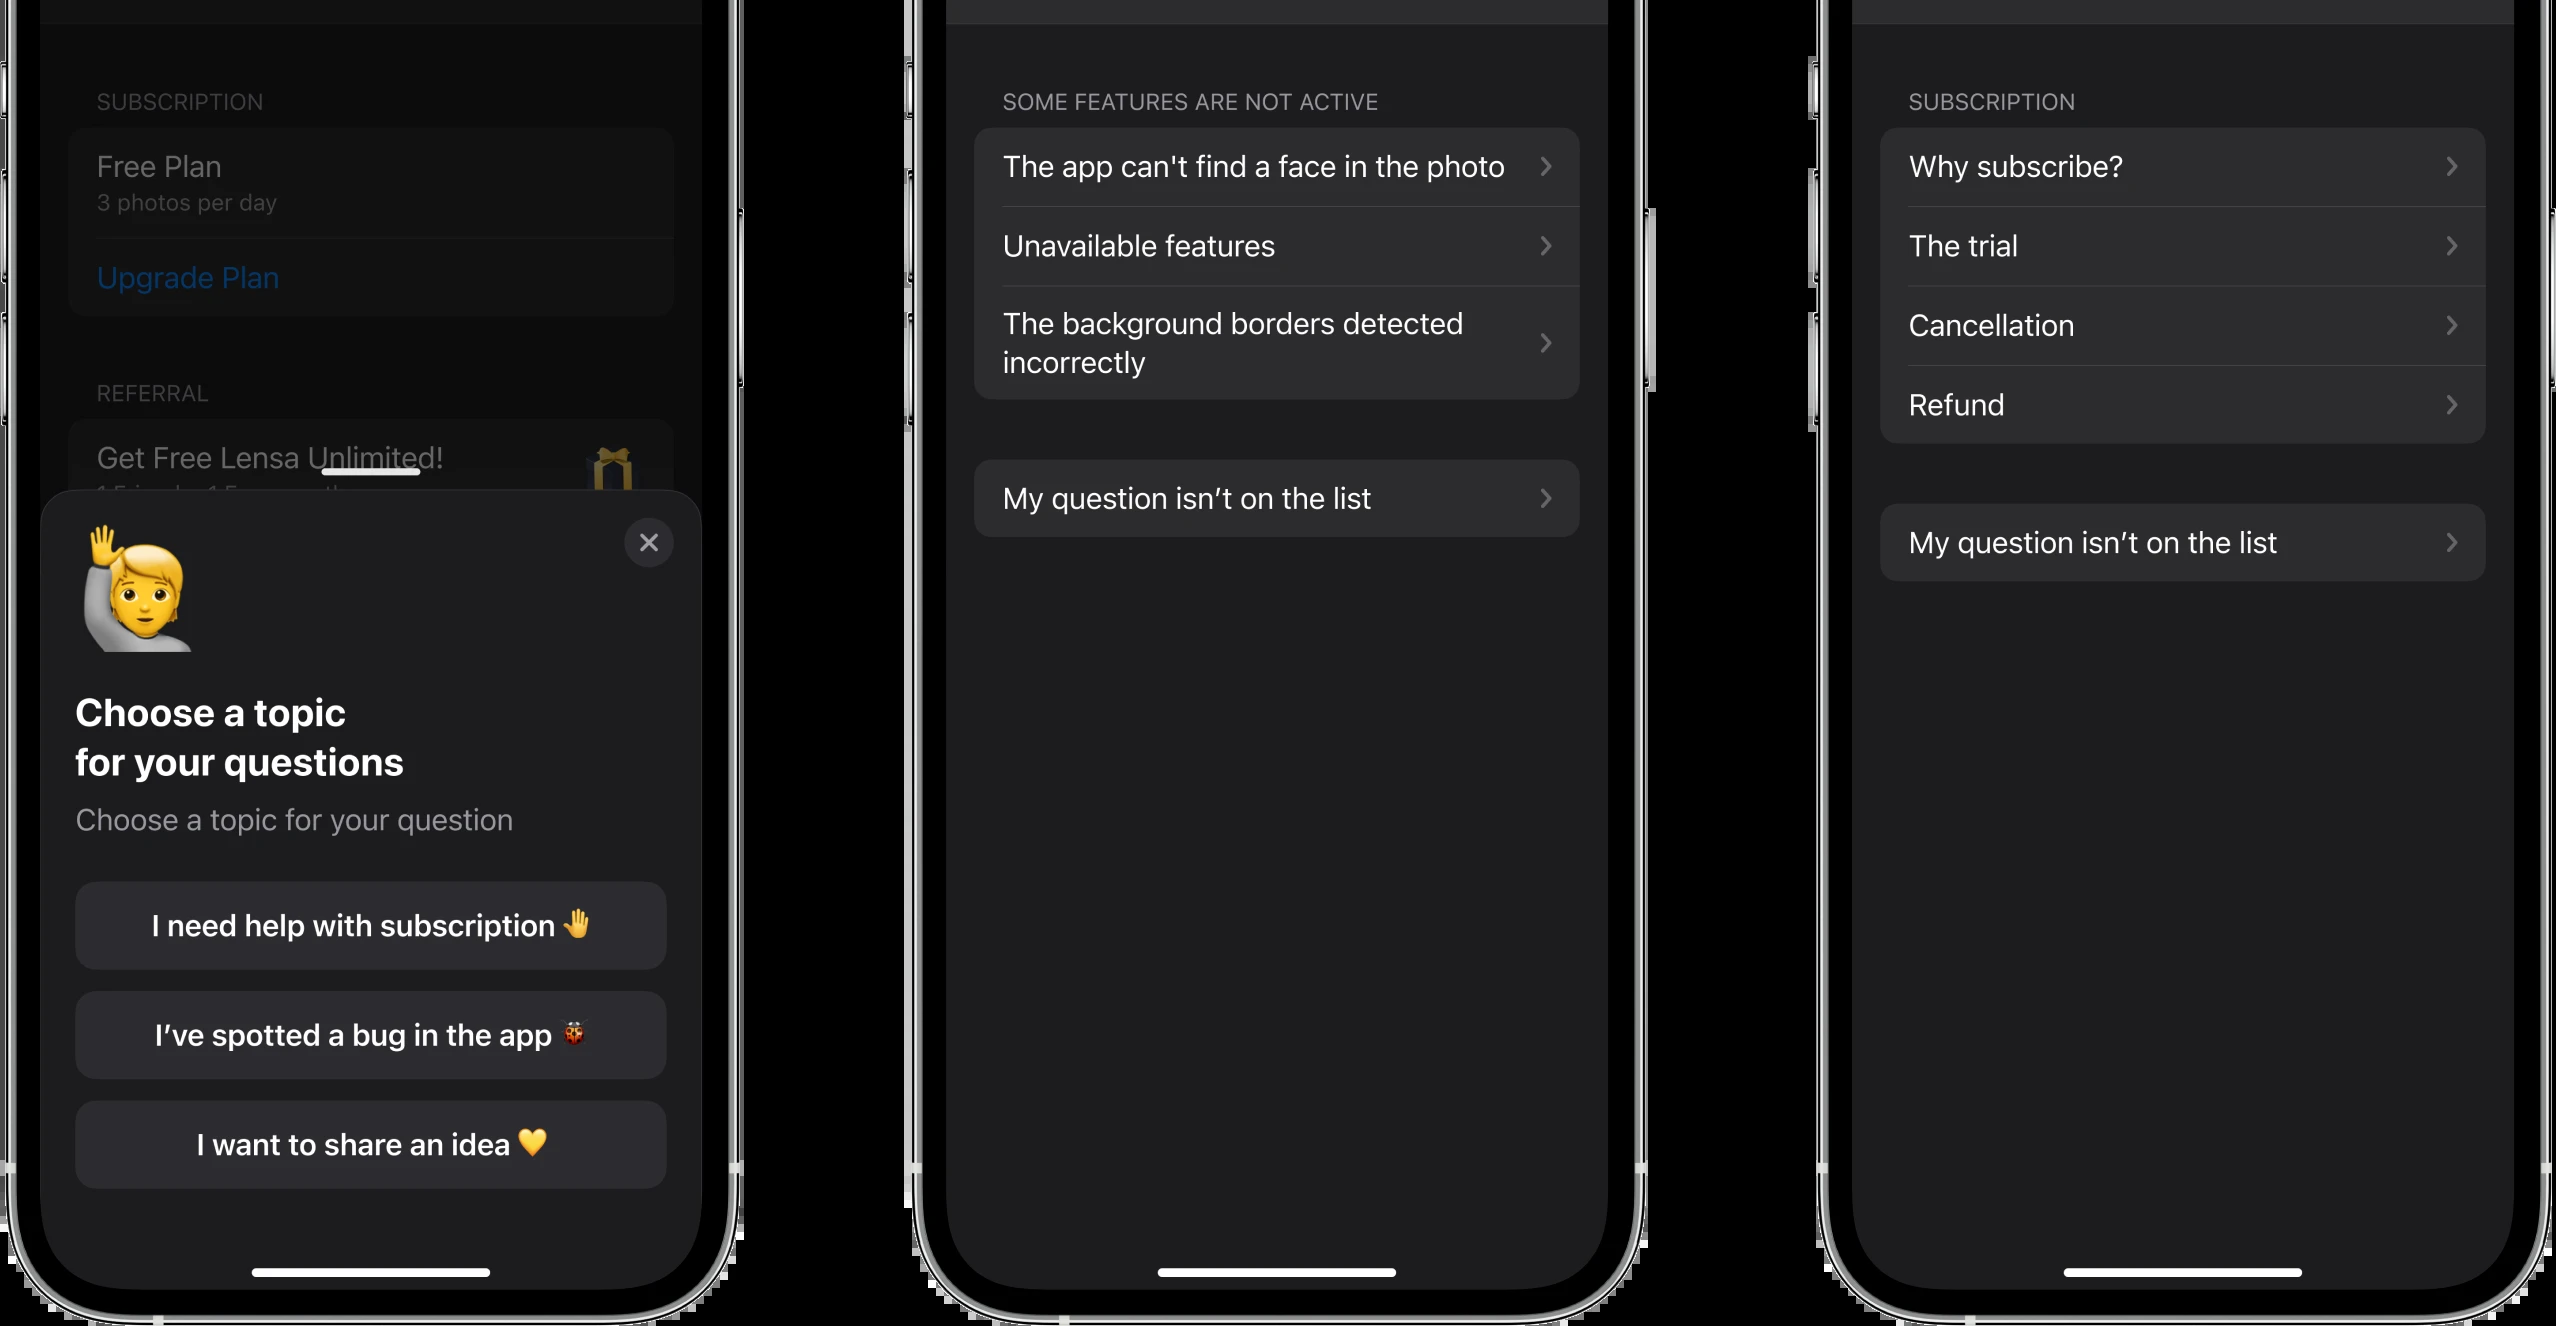 SUBSCRIPTION
Free Plan
3 photos per day
Upgrade Plan
REFERRAL
Get Free Lensa Unlimited!
Choose a topic
for your questions
Choose a topic for your question
I need help with subscription
I’ve spotted a bug in the app
I want to share an idea
SOME FEATURES ARE NOT ACTIVE
The app can't find a face in the photo
Unavailable features
The background borders detected
incorrectly
My question isn’t on the list
SUBSCRIPTION
Why subscribe?
The trial
Cancellation
Refund
My question isn’t on the list